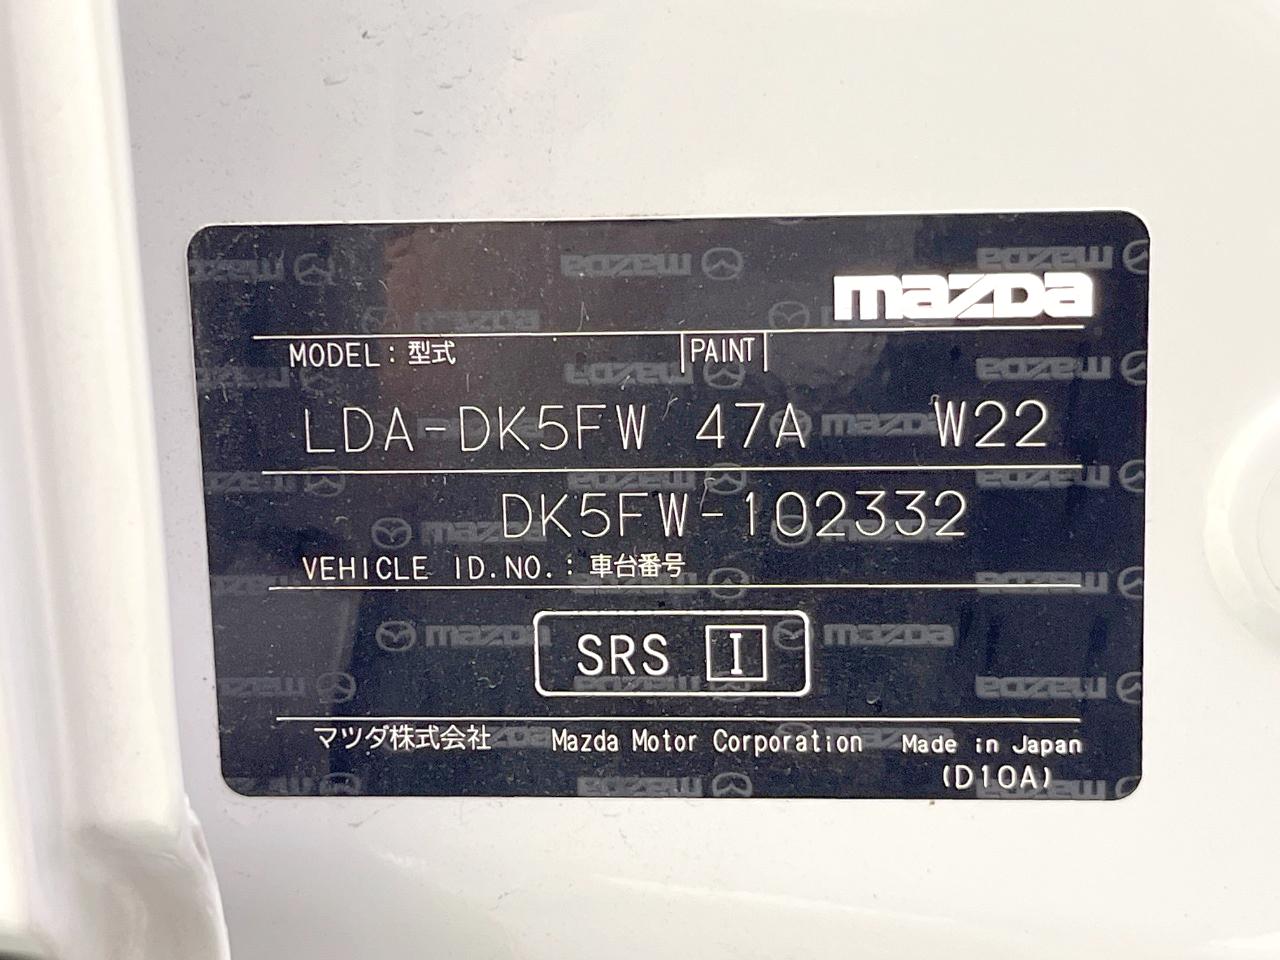 mazda
MODEL : 型式 PAINT
LDA-DK5FW 47A W22
DK5FW-102332
VEHICLE ID.NO. : 車台番号
SRS I
マツダ株式会社 Mazda Motor Corporation Made in Japan
(D10A)